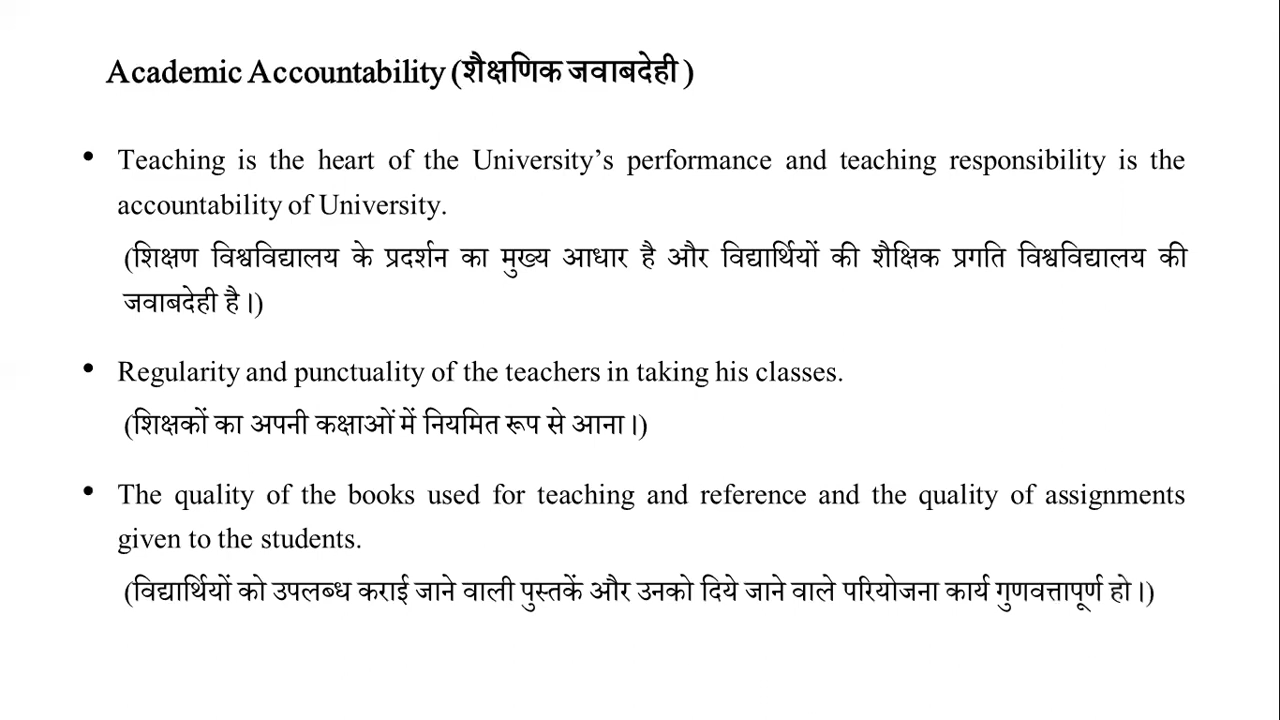 Academic Accountability (शैक्षणिक जवाबदेही )
• Teaching is the heart of the University’s performance and teaching responsibility is the
accountability of University.
(शिक्षण विश्वविद्यालय के प्रदर्शन का मुख्य आधार है और विद्यार्थियों की शैक्षिक प्रगति विश्वविद्यालय की
जवाबदेही है।)
• Regularity and punctuality of the teachers in taking his classes.
(शिक्षकों का अपनी कक्षाओं में नियमित रूप से आना।)
• The quality of the books used for teaching and reference and the quality of assignments
given to the students.
(विद्यार्थियों को उपलब्ध कराई जाने वाली पुस्तकें और उनको दिये जाने वाले परियोजना कार्य गुणवत्तापूर्ण हो।)